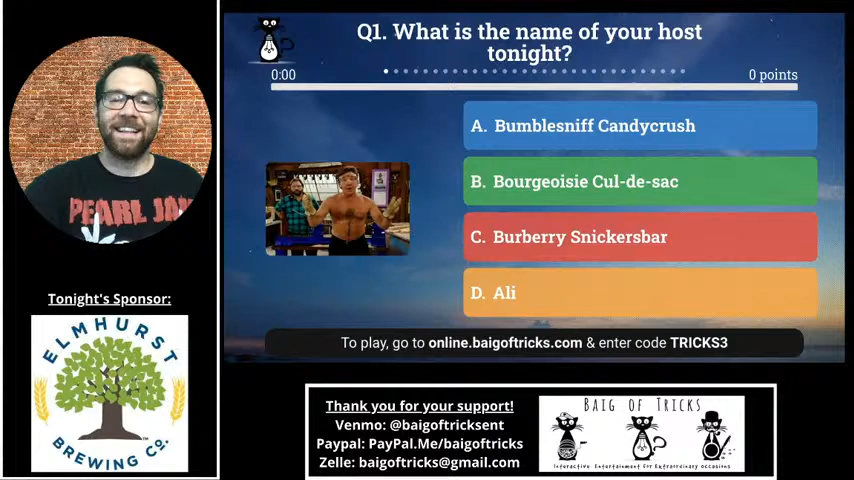 Q1. What is the name of your host
tonight?
0:00
0 points
A. Bumblesniff Candycrush
B. Bourgeoisie Cul-de-sac
C. Burberry Snickersbar
D. Ali
To play, go to online.baigoftricks.com & enter code TRICKS3
PEARL JA
Tonight's Sponsor:
ELMHURST
BREWING Co.
Thank you for your support!
Venmo: @baigoftricksent
Paypal: PayPal.Me/baigoftricks
Zelle: baigoftricks@gmail.com
BAIG OF TRICKS
Interactive Entertainment for Extraordinary occasions